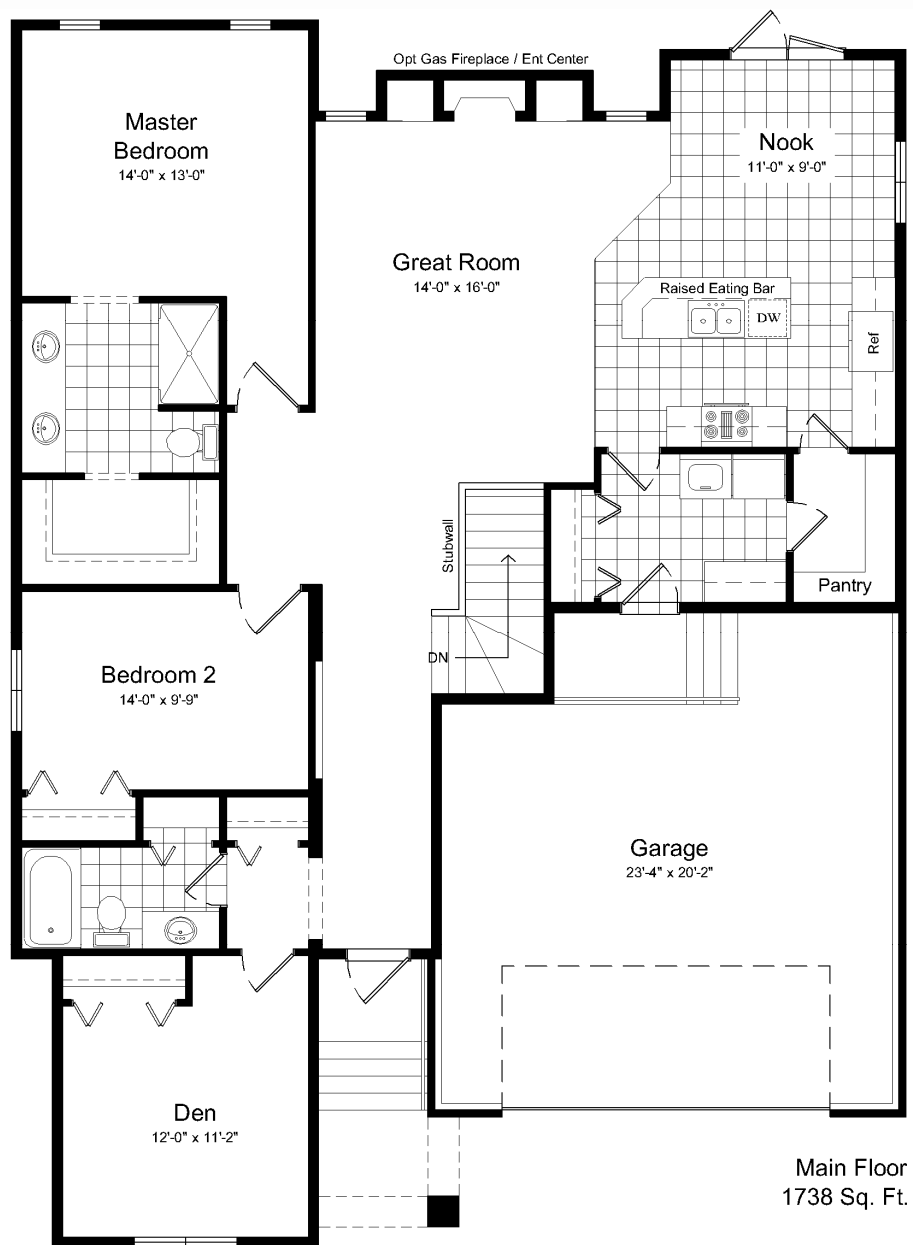 Opt Gas Fireplace / Ent Center
Master
Bedroom
14'-0" x 13'-0"
Nook
11'-0" x 9'-0"
Great Room
14'-0" x 16'-0"
Raised Eating Bar
DW
Ref
Stubwall
Pantry
DN
Bedroom 2
14'-0" x 9'-9"
Garage
23'-4" x 20'-2"
Den
12'-0" x 11'-2"
Main Floor
1738 Sq. Ft.